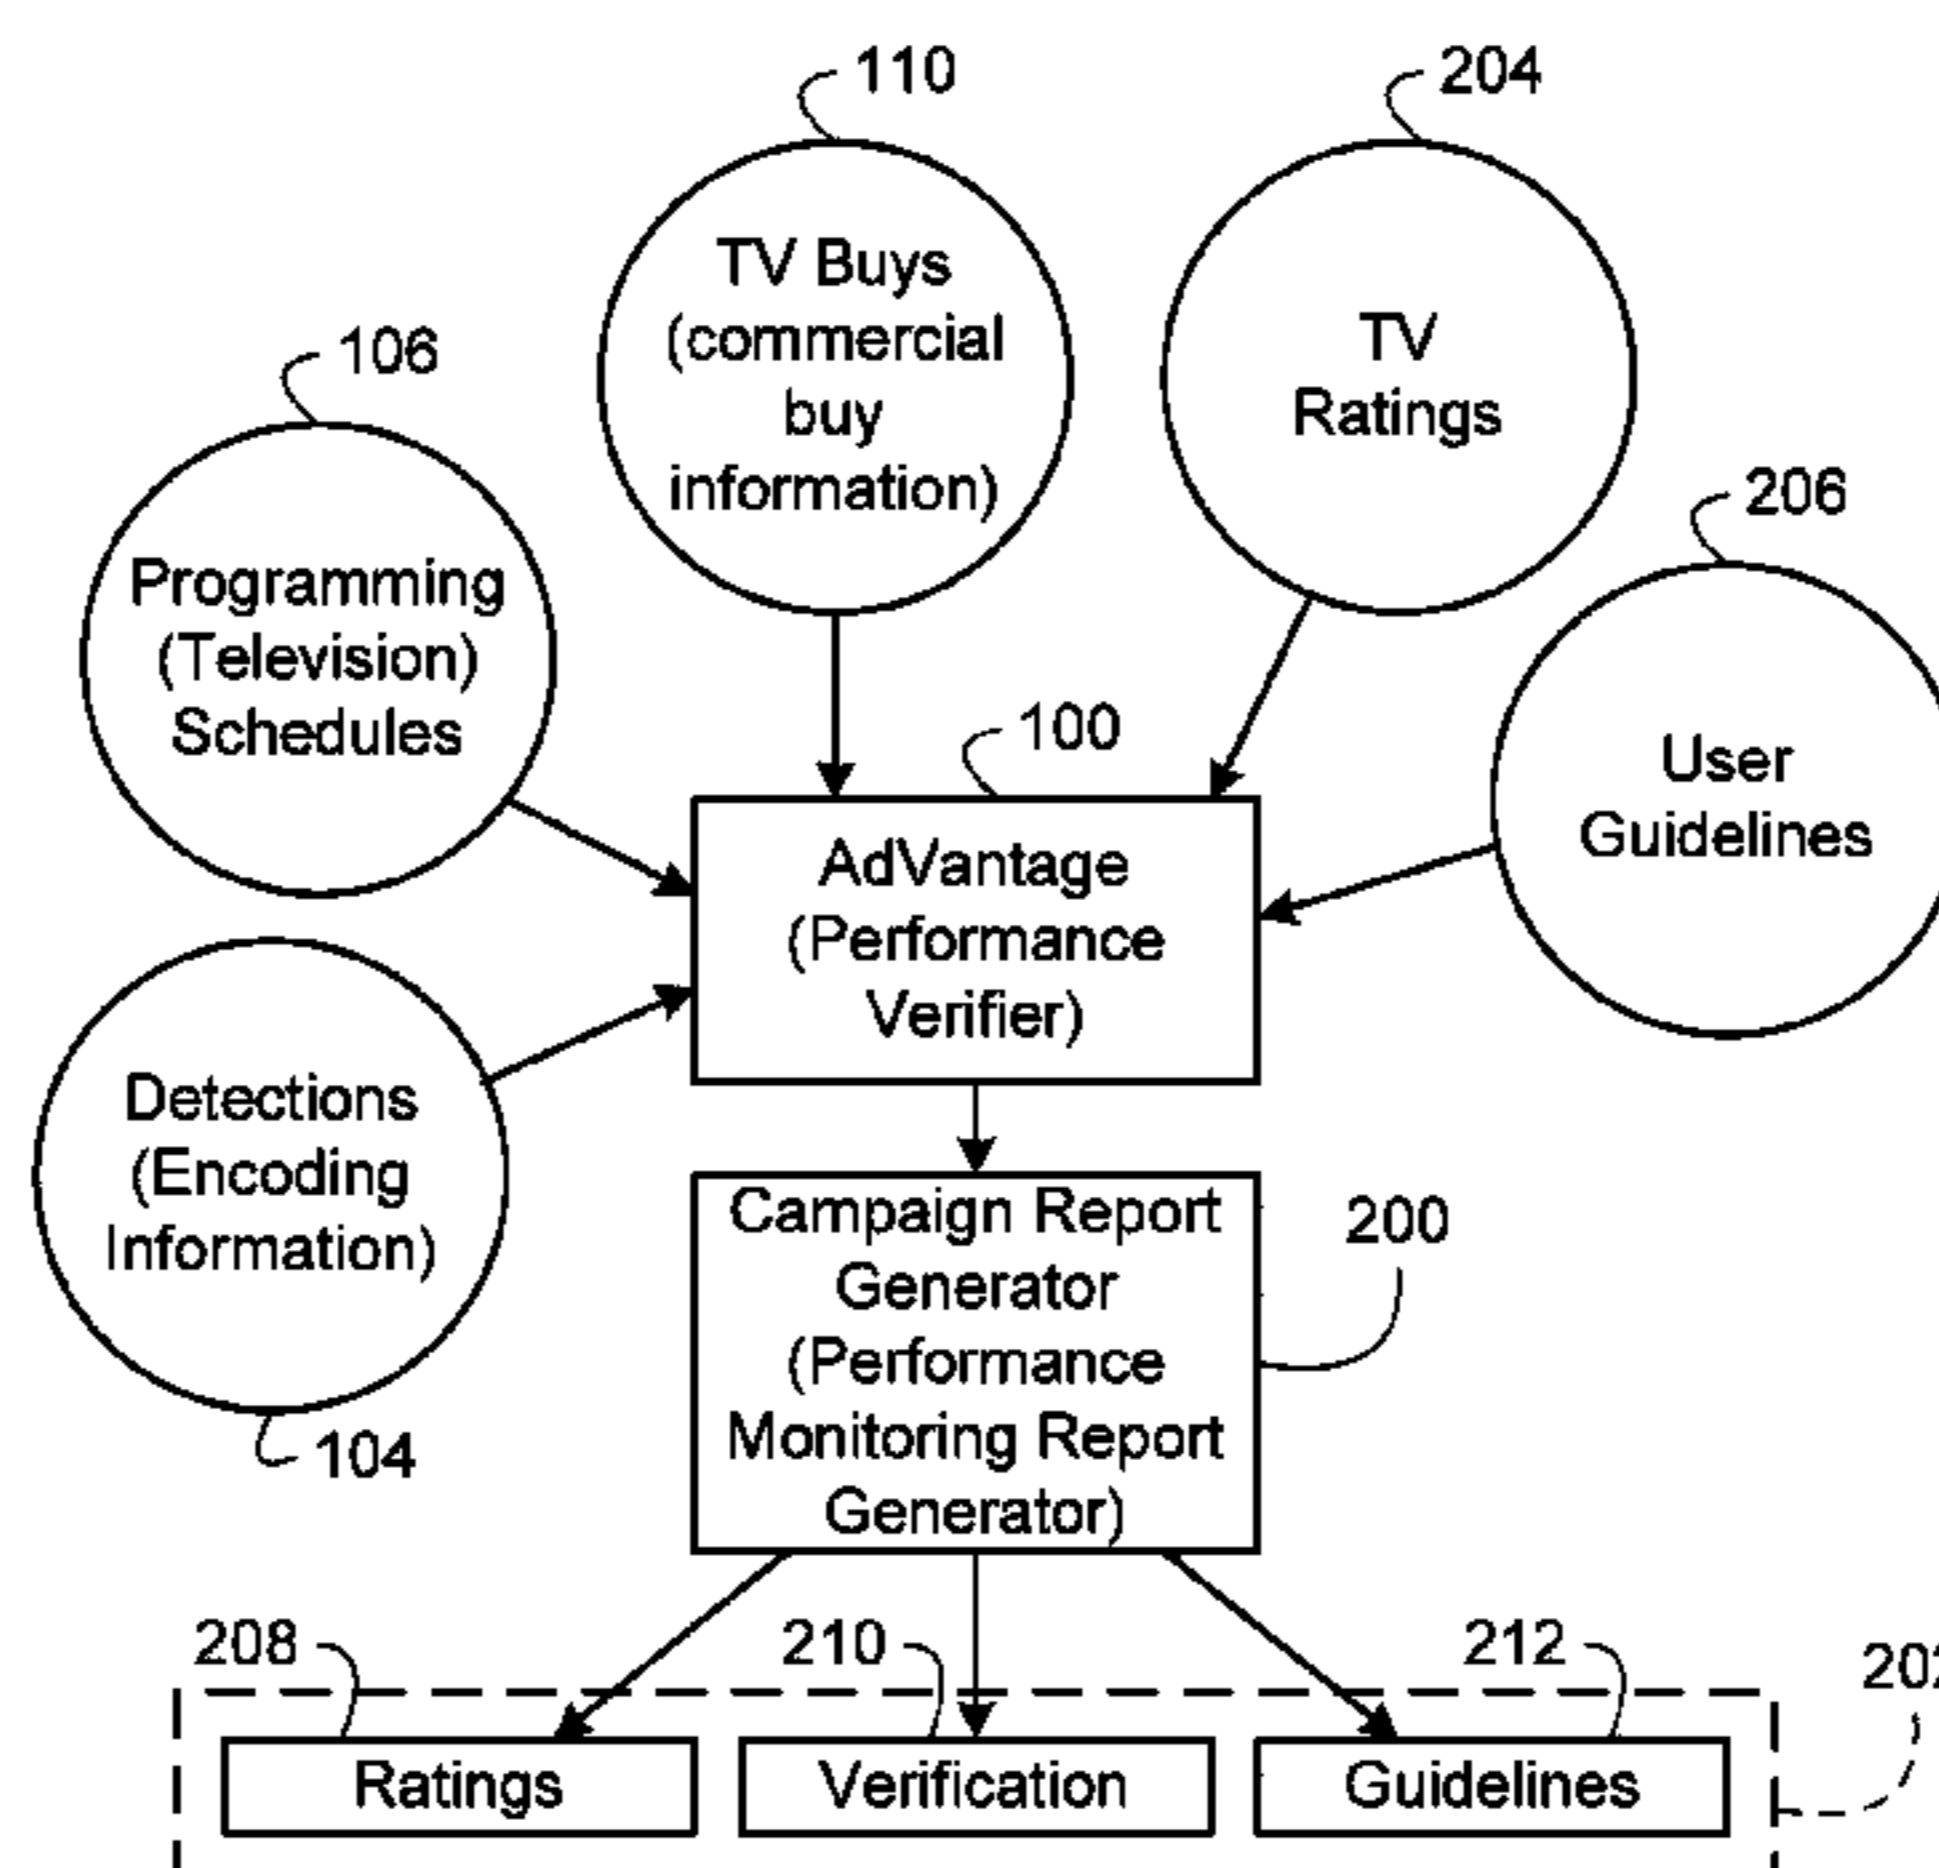 110
204
TV Buys
(commercial
buy
information)
TV
Ratings
106
206
Programming
(Television)
Schedules
User
Guidelines
100
AdVantage
(Performance
Verifier)
Detections
(Encoding
Information)
104
Campaign Report
Generator
(Performance
Monitoring Report
Generator)
200
208
210
212
Ratings
Verification
Guidelines